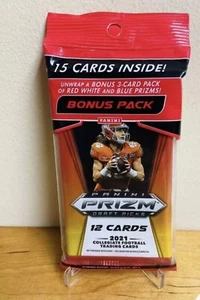 15 CARDS INSIDE!
UNWRAP A BONUS 3-CARD PACK
OF RED WHITE AND BLUE PRIZMS!
BONUS PACK
PANINI
PANINI
PRIZM
DRAFT PICKS
12 CARDS
2021
COLLEGIATE FOOTBALL
TRADING CARDS